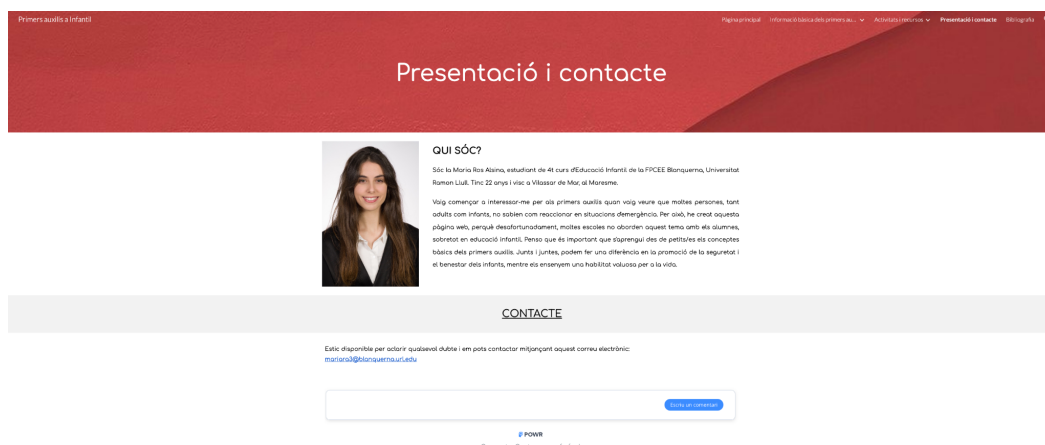 Primers auxilis a Infantil
Pàgina principal Informació bàsica dels primers au... Activitats i recursos Presentació i contacte Bibliografia
Presentació i contacte
QUI SÓC?
Sóc la Maria Ros Alsina, estudiant de 4t curs d'Educació Infantil de la FPCEE Blanquerna, Universitat
Ramon Llull. Tinc 22 anys i visc a Vilassar de Mar, al Maresme.
Vaig començar a interessar-me per als primers auxilis quan vaig veure que moltes persones, tant
adults com infants, no sabien com reaccionar en situacions d'emergència. Per això, he creat aquesta
pàgina web, perquè desafortunadament, moltes escoles no aborden aquest tema amb els alumnes,
sobretot en educació infantil. Penso que és important que s'aprengui des de petits/es els conceptes
bàsics dels primers auxilis. Junts i juntes, podem fer una diferència en la promoció de la seguretat i
el benestar dels infants, mentre els ensenyem una habilitat valuosa per a la vida.
CONTACTE
Estic disponible per aclarir qualsevol dubte i em pots contactar mitjançant aquest correu electrònic:
mariara3@blanquerna.url.edu
Escriu un comentari
POWR